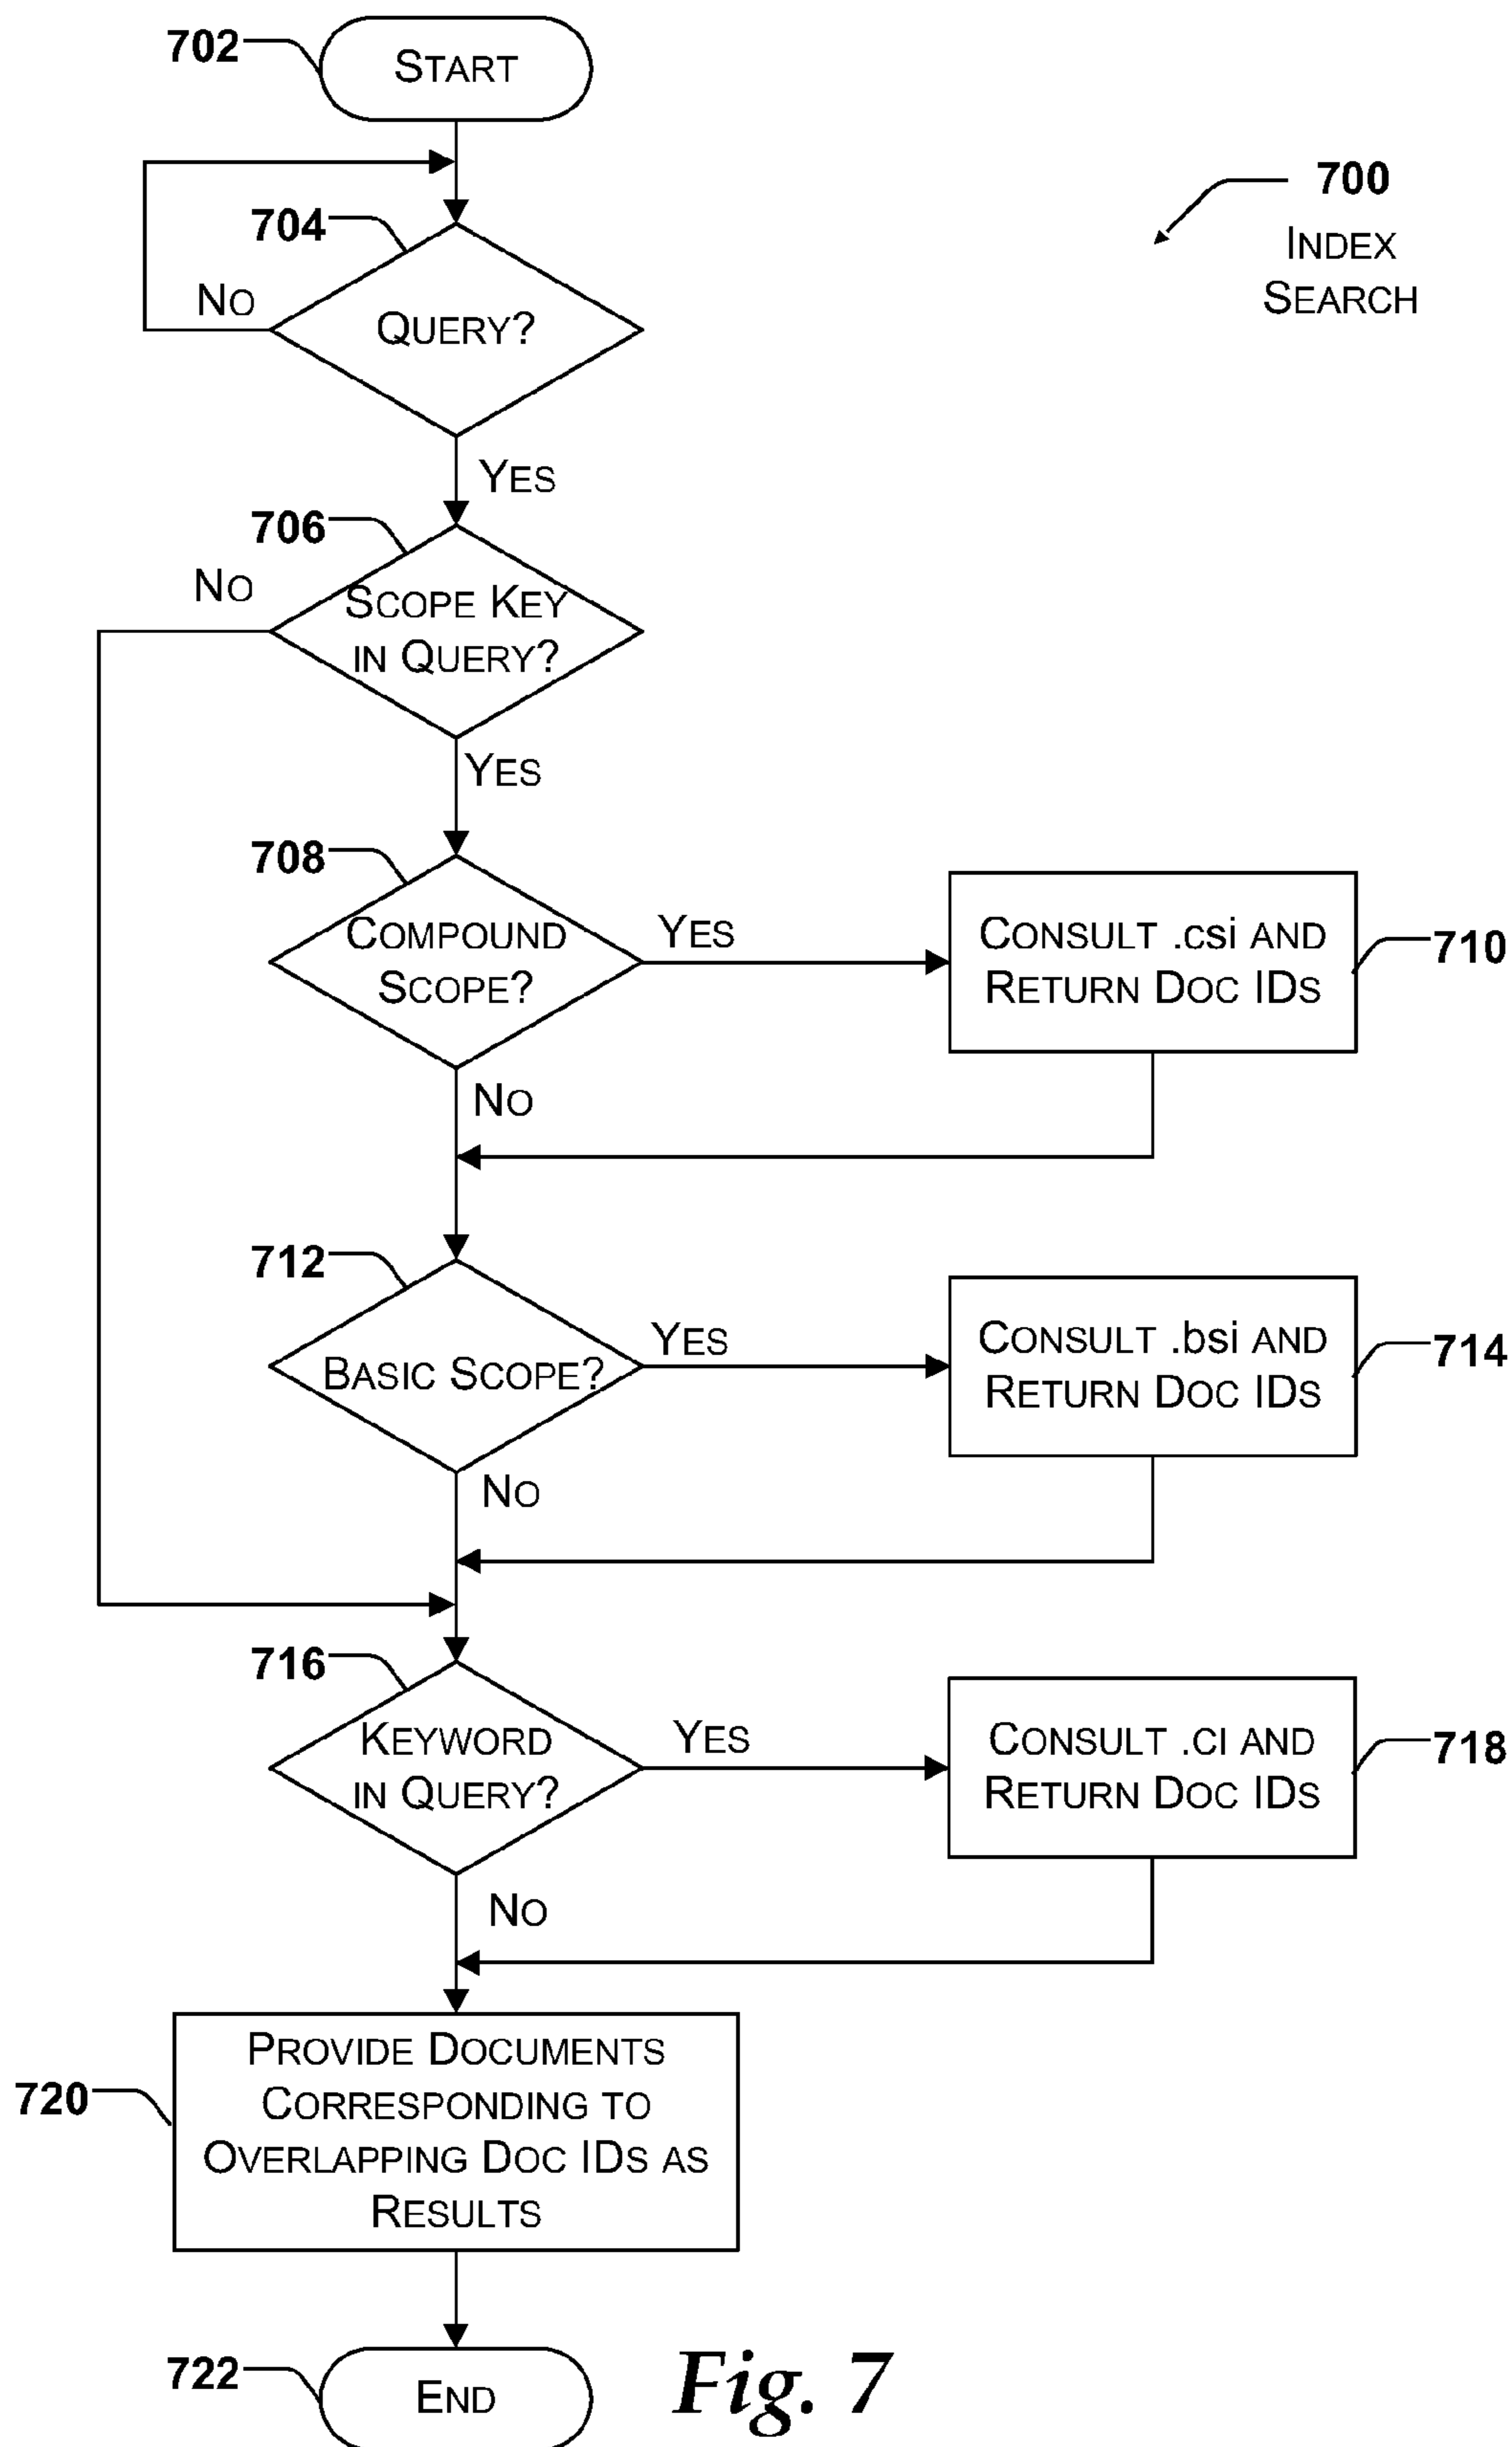 702
START
700
INDEX
SEARCH
704
NO
QUERY?
YES
706
NO
SCOPE KEY
IN QUERY?
YES
708
COMPOUND
SCOPE?
YES
CONSULT .csi AND
RETURN DOC IDS
710
NO
712
BASIC SCOPE?
YES
CONSULT .bsi AND
RETURN DOC IDS
714
NO
716
KEYWORD
IN QUERY?
YES
CONSULT .CI AND
RETURN DOC IDS
718
NO
720
PROVIDE DOCUMENTS
CORRESPONDING TO
OVERLAPPING DOC IDS AS
RESULTS
722
END
Fig. 7